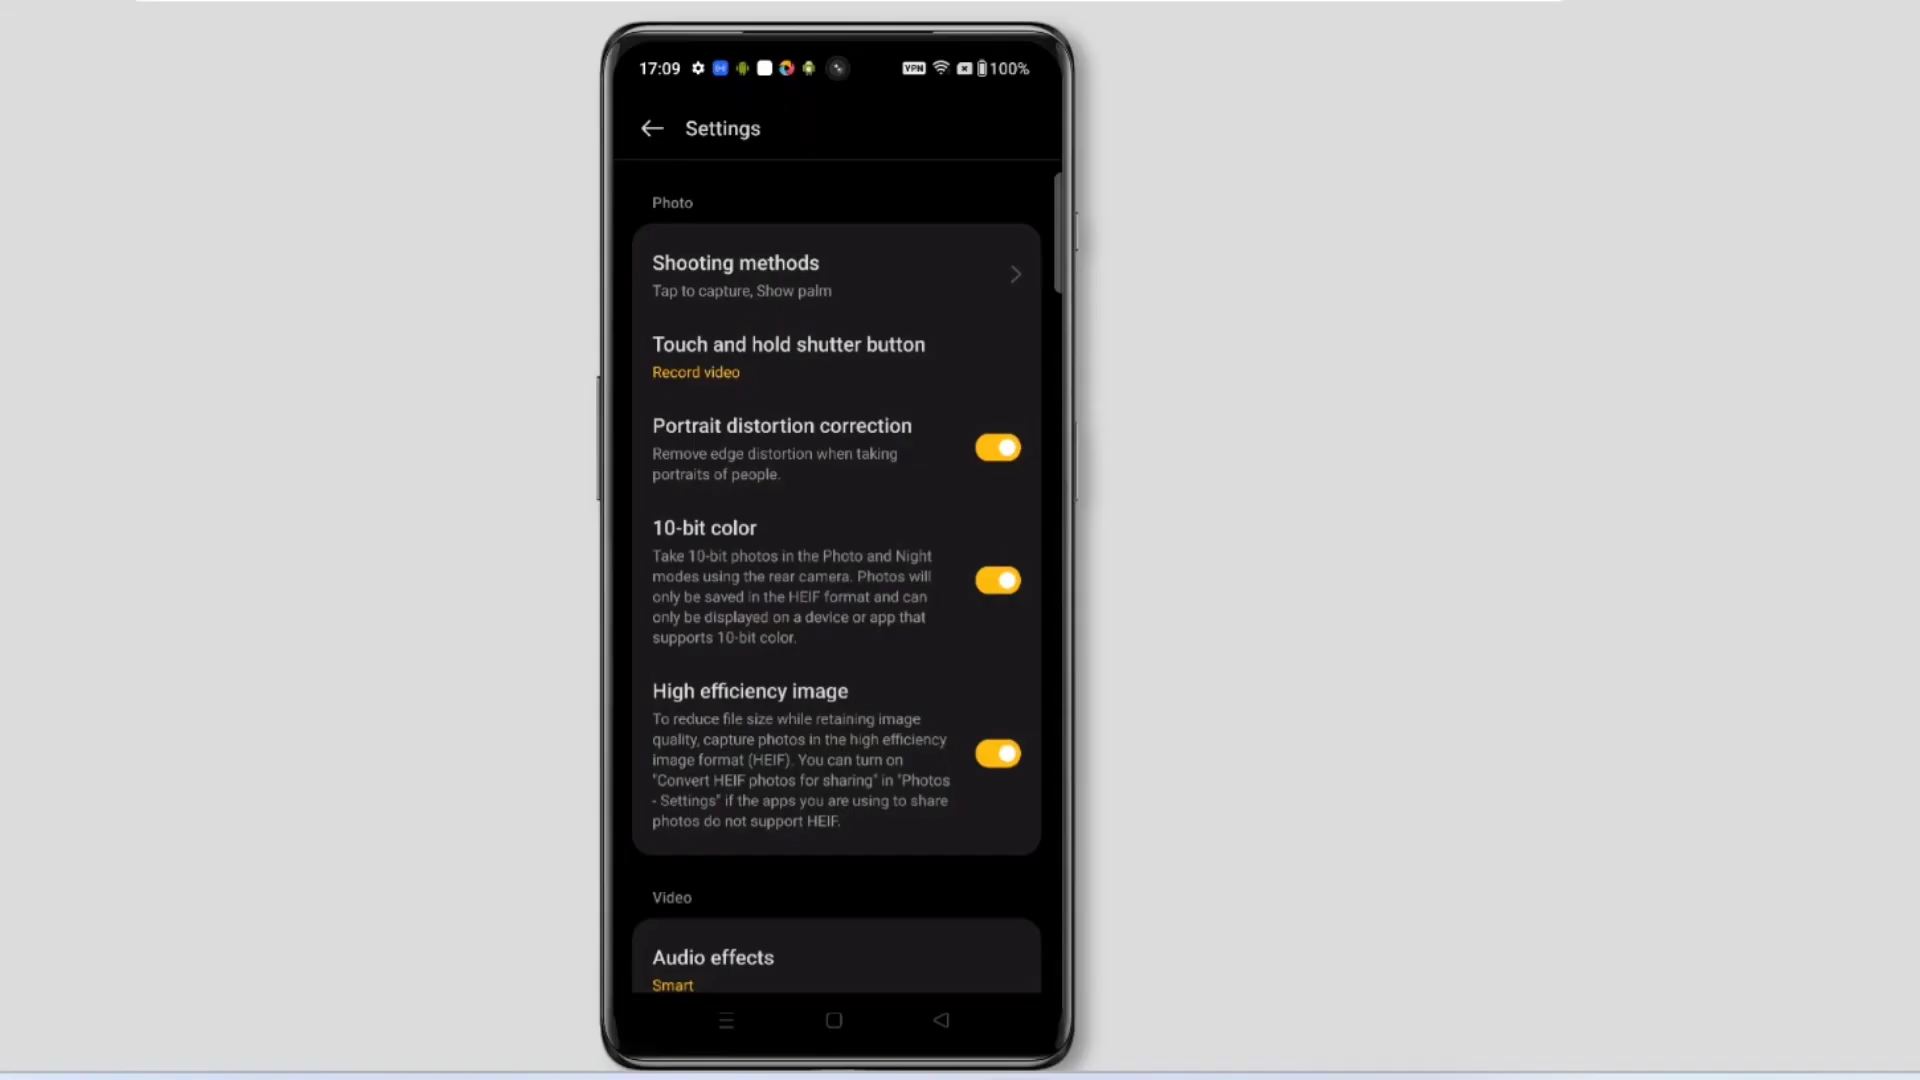 17:09 VPN 100%
Settings
Photo
Shooting methods
Tap to capture, Show palm
Touch and hold shutter button
Record video
Portrait distortion correction
Remove edge distortion when taking
portraits of people.
10-bit color
Take 10-bit photos in the Photo and Night
modes using the rear camera. Photos will
only be saved in the HEIF format and can
only be displayed on a device or app that
supports 10-bit color.
High efficiency image
To reduce file size while retaining image
quality, capture photos in the high efficiency
image format (HEIF). You can turn on
"Convert HEIF photos for sharing" in "Photos
- Settings" if the apps you are using to share
photos do not support HEIF.
Video
Audio effects
Smart